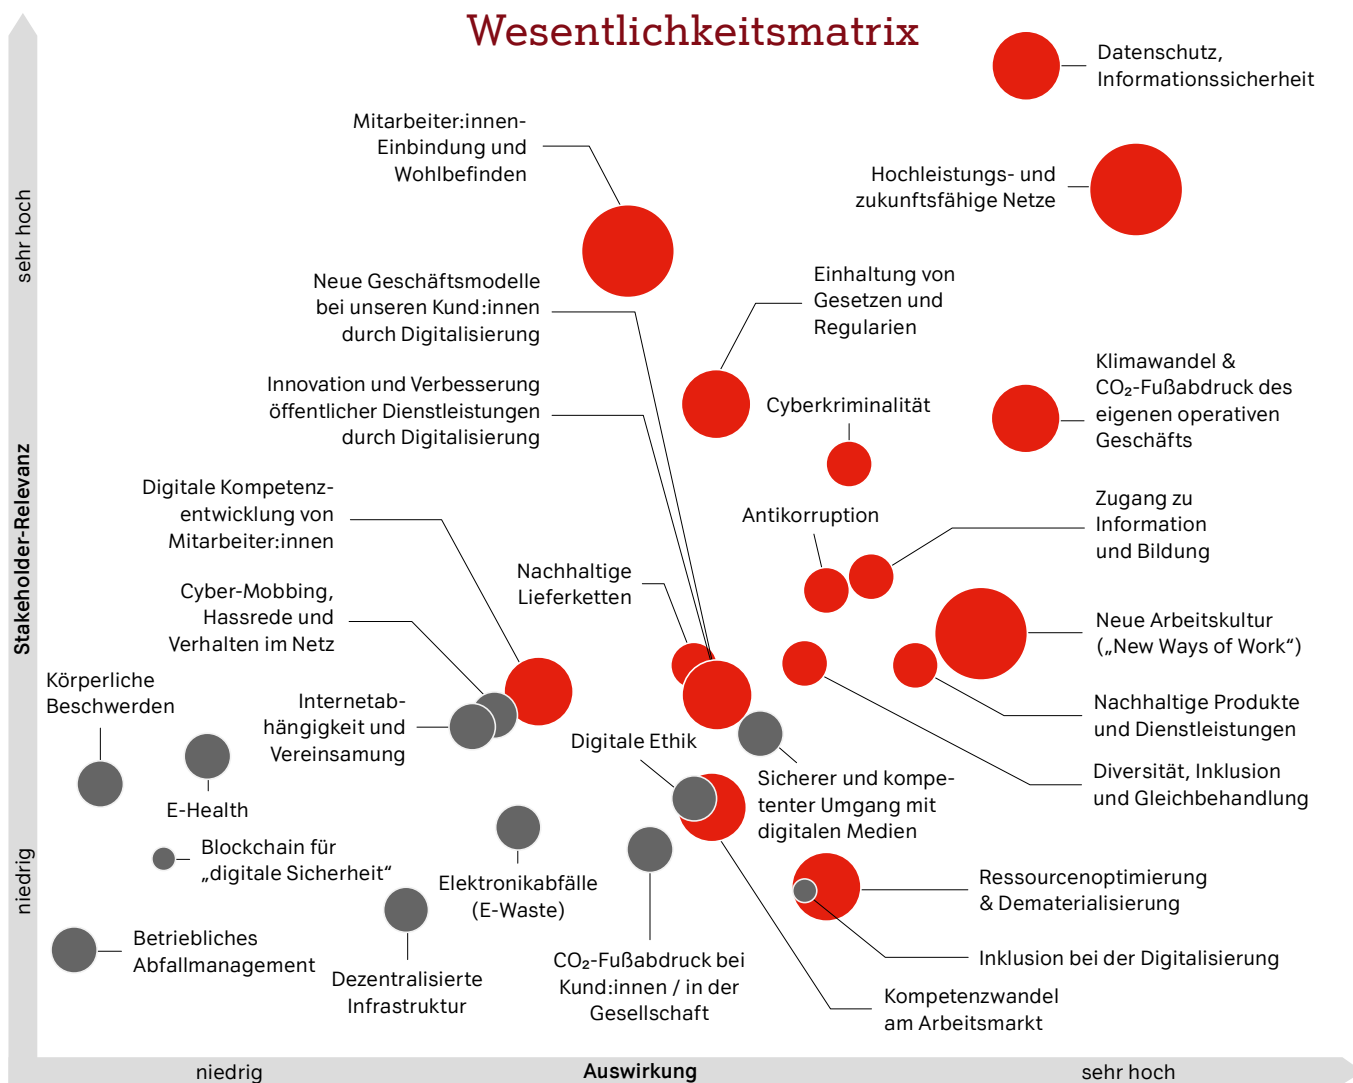 Wesentlichkeitsmatrix
Datenschutz,
Informationssicherheit
Mitarbeiter:innen-
Einbindung und
Wohlbefinden
Hochleistungs- und
zukunftsfähige Netze
sehr hoch
Neue Geschäftsmodelle
bei unseren Kund:innen
durch Digitalisierung
Einhaltung von
Gesetzen und
Regularien
Innovation und Verbesserung
öffentlicher Dienstleistungen
durch Digitalisierung
Cyberkriminalität
Klimawandel &
CO₂-Fußabdruck des
eigenen operativen
Geschäfts
Stakeholder-Relevanz
Digitale Kompetenz-
entwicklung von
Mitarbeiter:innen
Antikorruption
Zugang zu
Information
und Bildung
Cyber-Mobbing,
Hassrede und
Verhalten im Netz
Nachhaltige
Lieferketten
Neue Arbeitskultur
(„New Ways of Work“)
Körperliche
Beschwerden
Internetab-
hängigkeit und
Vereinsamung
Nachhaltige Produkte
und Dienstleistungen
Digitale Ethik
Sicherer und kompe-
tenter Umgang mit
digitalen Medien
Diversität, Inklusion
und Gleichbehandlung
E-Health
Blockchain für
„digitale Sicherheit“
niedrig
Elektronikabfälle
(E-Waste)
Ressourcenoptimierung
& Dematerialisierung
Betriebliches
Abfallmanagement
Dezentralisierte
Infrastruktur
CO₂-Fußabdruck bei
Kund:innen / in der
Gesellschaft
Inklusion bei der Digitalisierung
Kompetenzwandel
am Arbeitsmarkt
niedrig
Auswirkung
sehr hoch